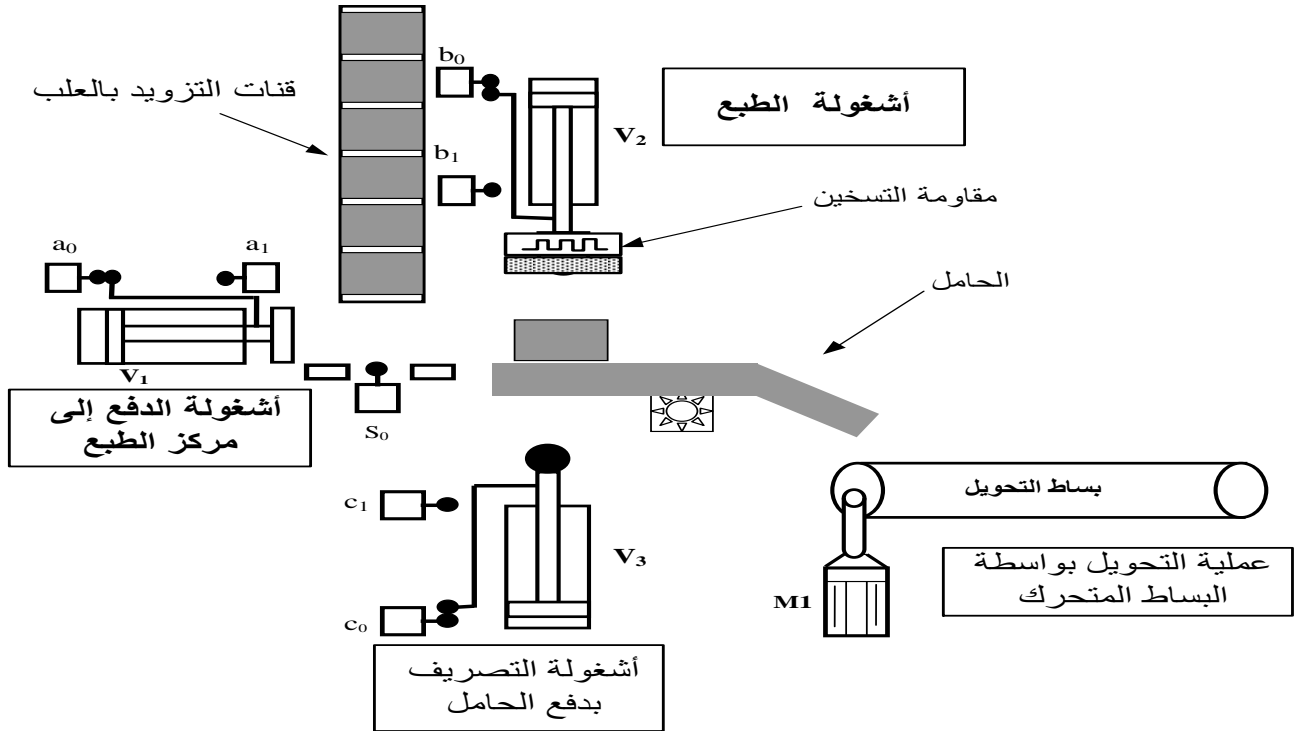 b₀
قنات التزويد بالعلب
أشغولة الطبع
V₂
b₁
مقاومة التسخين
a₀
a₁
الحامل
V₁
أشغولة الدفع إلى
مركز الطبع
S₀
بساط التحويل
c₁
V₃
عملية التحويل بواسطة
البساط المتحرك
M1
c₀
أشغولة التصريف
بدفع الحامل